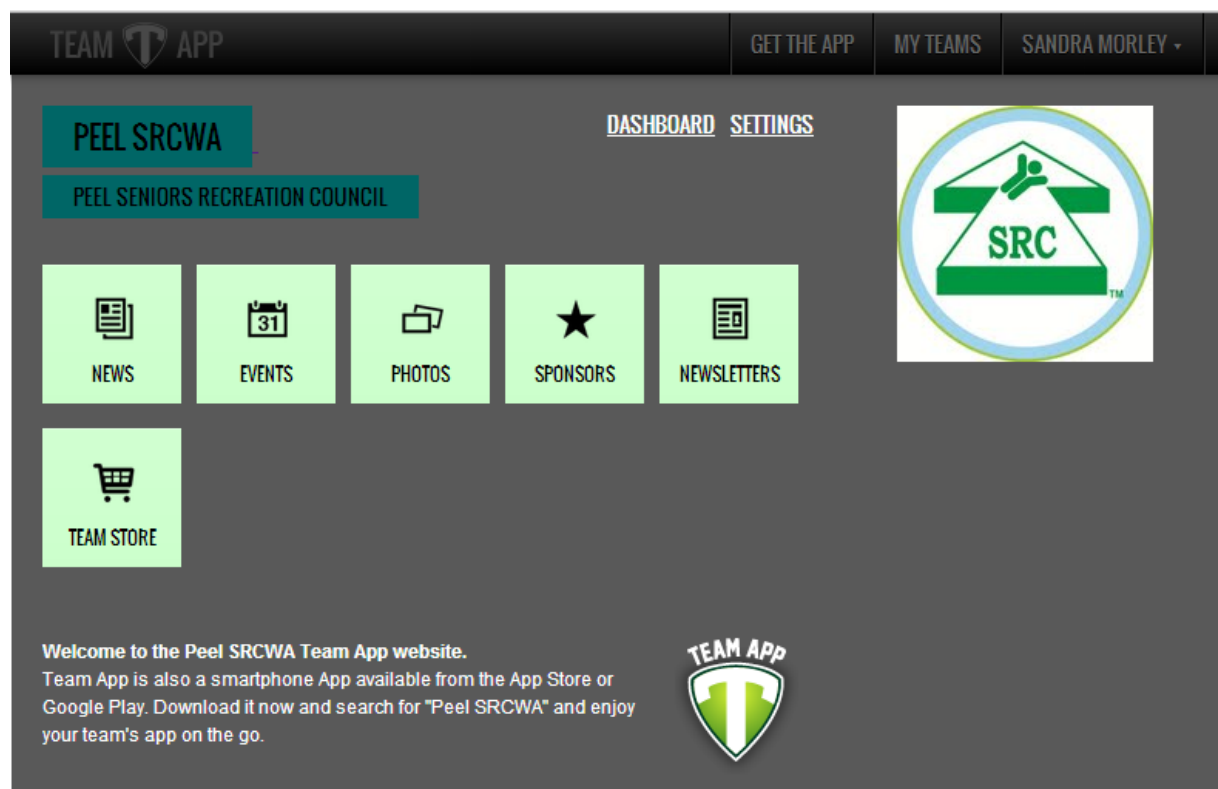 TEAM T APP
GET THE APP
MY TEAMS
SANDRA MORLEY
PEEL SRCWA
DASHBOARD SETTINGS
PEEL SENIORS RECREATION COUNCIL
SRC
TM
31
NEWS
EVENTS
PHOTOS
SPONSORS
NEWSLETTERS
TEAM STORE
Welcome to the Peel SRCWA Team App website.
Team App is also a smartphone App available from the App Store or
Google Play. Download it now and search for "Peel SRCWA" and enjoy
your team's app on the go.
TEAM APP
T